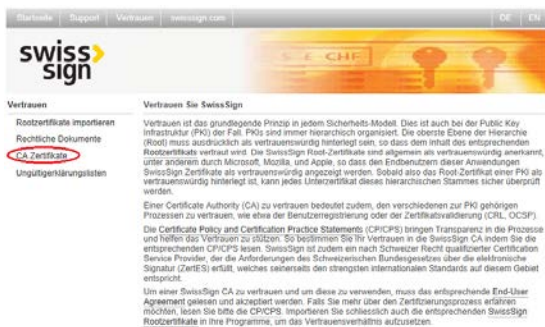 Startseite Support Vertrauen swisssign.com DE EN
swiss
sign
S E CHF
Vertrauen
Rootzertifikate importieren
Rechtliche Dokumente
CA Zertifikate
Ungültigerklärungslisten
Vertrauen Sie SwissSign
Vertrauen ist das grundlegende Prinzip in jedem Sicherheits-Modell. Dies ist auch bei der Public Key
Infrastruktur (PKI) der Fall. PKIs sind immer hierarchisch organisiert. Die oberste Ebene der Hierarchie
(Root) muss ausdrücklich als vertrauenswürdig hinterlegt sein, so dass dem Inhalt des entsprechenden
Rootzertifikats vertraut wird. Die SwissSign Root-Zertifikate sind allgemein als vertrauenswürdig anerkannt,
unter anderem durch Microsoft, Mozilla, und Apple, so dass den Endbenutzern dieser Anwendungen
SwissSign Zertifikate als vertrauenswürdig angezeigt werden. Sobald also das Root-Zertifikat einer PKI als
vertrauenswürdig hinterlegt ist, kann jedes Unterzertifikat dieses hierarchischen Stammes sicher überprüft
werden.
Einer Certificate Authority (CA) zu vertrauen bedeutet zudem, den verschiedenen zur PKI gehörigen
Prozessen zu vertrauen, wie etwa der Benutzerregistrierung oder der Zertifikatsvalidierung (CRL, OCSP).
Die Certificate Policy and Certification Practice Statements (CP/CPS) bringen Transparenz in die Prozesse
und helfen das Vertrauen zu stützen. So bestimmen Sie Ihr Vertrauen in die SwissSign CA indem Sie die
entsprechenden CP/CPS lesen. SwissSign ist zudem ein nach Schweizer Recht qualifizierter Certification
Service Provider, der die Anforderungen des Schweizerischen Bundesgesetzes über die elektronische
Signatur (ZertES) erfüllt, welches seinerseits den strengsten internationalen Standards auf diesem Gebiet
entspricht.
Um einer SwissSign CA zu vertrauen und um diese zu verwenden, muss das entsprechende End-User
Agreement gelesen und akzeptiert werden. Falls Sie mehr über den Zertifizierungsprozess erfahren
möchten, lesen Sie bitte die CP/CPS. Importieren Sie schliesslich auch die entsprechenden SwissSign
Rootzertifikate in Ihre Programme, um das Vertrauensverhältnis aufzusetzen.